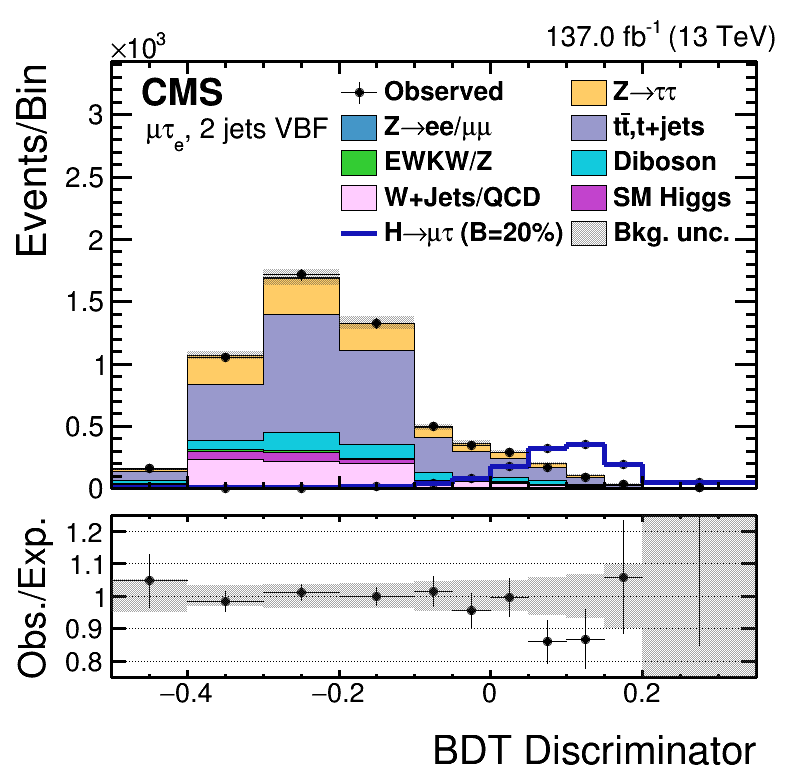 ×10³ 137.0 fb⁻¹ (13 TeV)
Events/Bin
CMS
μτₑ, 2 jets VBF
Observed Z→ττ
Z→ee/μμ tt̄,t+jets
EWKW/Z Diboson
W+Jets/QCD SM Higgs
H→μτ (B=20%) Bkg. unc.
3
2.5
2
1.5
1
0.5
0
Obs./Exp.
1.2
1.1
1
0.9
0.8
−0.4 −0.2 0 0.2
BDT Discriminator